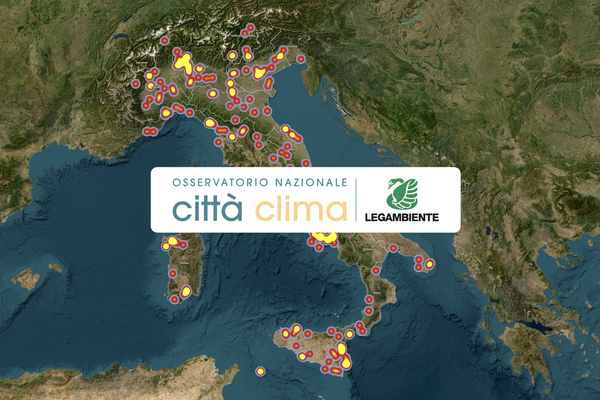 OSSERVATORIO NAZIONALE
città clima
LEGAMBIENTE